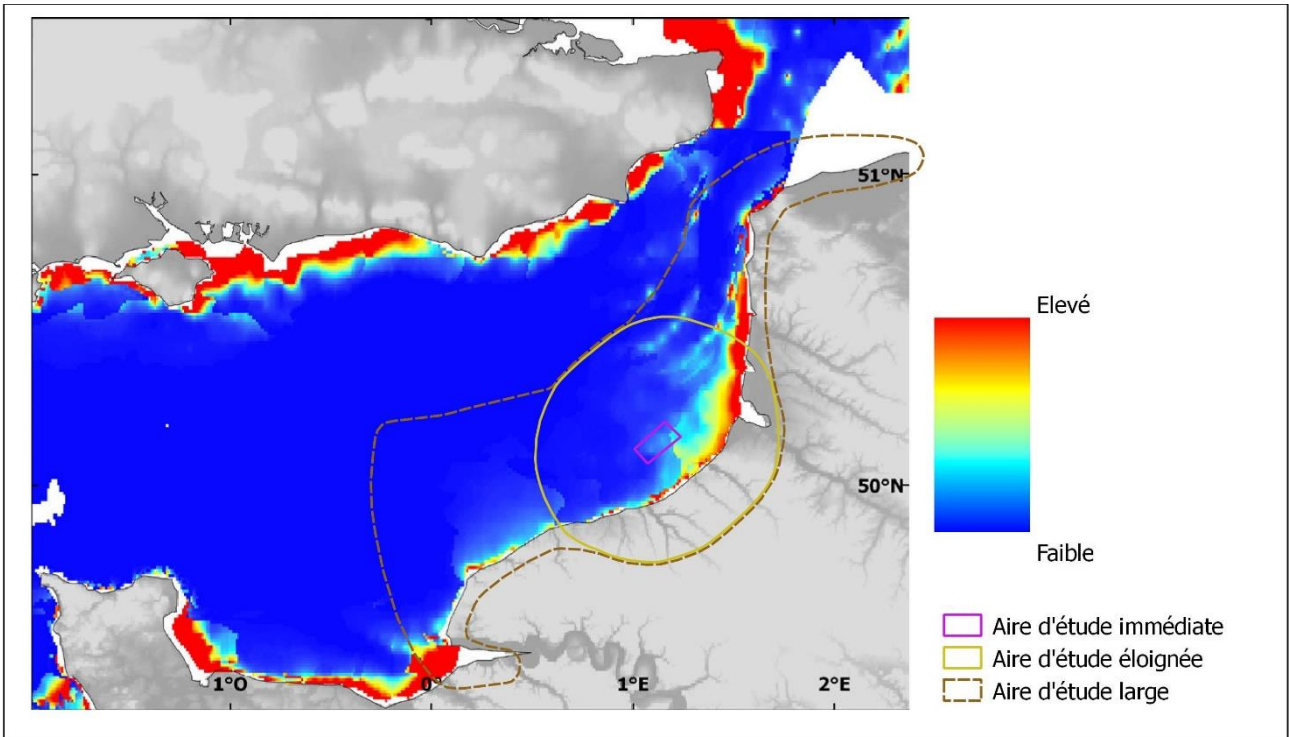 51°N
Elevé
50°N
Faible
Aire d'étude immédiate
Aire d'étude éloignée
Aire d'étude large
1°O
0°
1°E
2°E